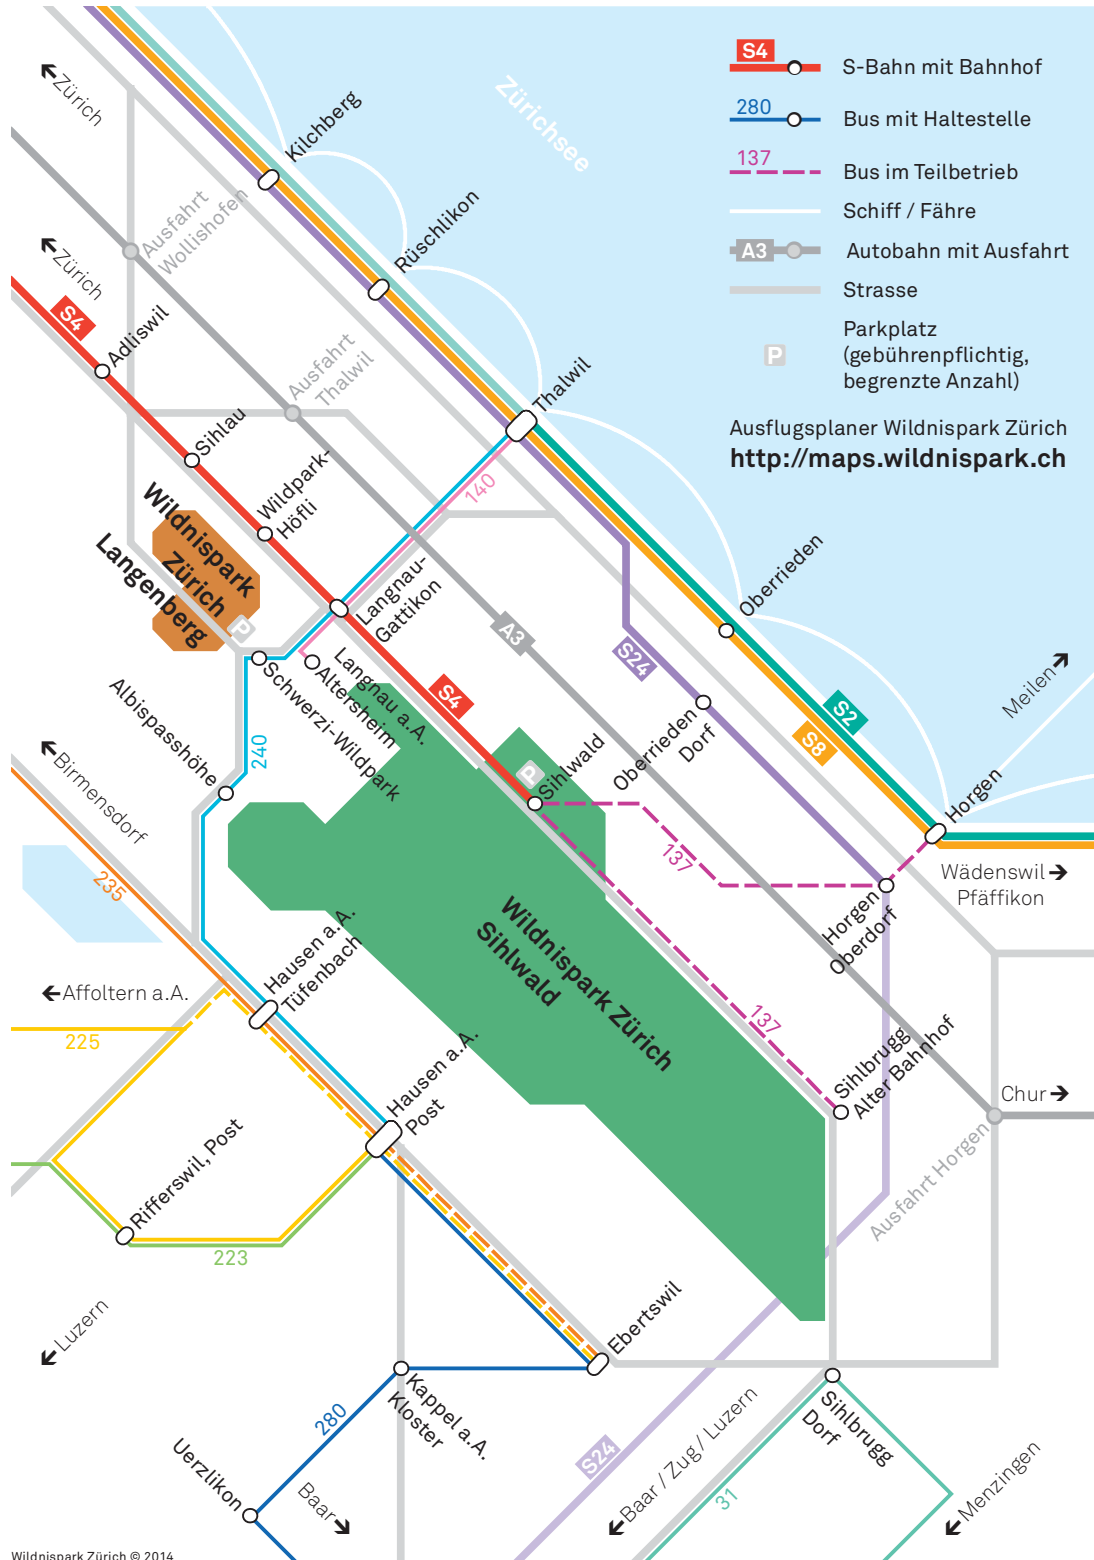 S4
S-Bahn mit Bahnhof
280
Bus mit Haltestelle
137
Bus im Teilbetrieb
Schiff / Fähre
A3
Autobahn mit Ausfahrt
Strasse
P
Parkplatz
(gebührenpflichtig,
begrenzte Anzahl)
Ausflugsplaner Wildnispark Zürich
http://maps.wildnispark.ch
Zürichsee
Zürich
Kilchberg
Ausfahrt
Wollishofen
Rüschlikon
Zürich
S4
Adliswil
Ausfahrt
Thalwil
Thalwil
Sihlau
Wildpark-
Höfli
140
Wildnispark
Zürich
Langenberg
P
Langnau-
Gattikon
A3
Oberrieden
S24
Langnau a.A.
Altersheim
Schwerzi-Wildpark
S4
Albispasshöhe
240
Oberrieden
Dorf
S2
S8
Meilen
Birmensdorf
P
Sihlwald
Horgen
137
235
Wädenswil
Pfäffikon
Horgen
Oberdorf
Wildnispark Zürich
Sihlwald
Hausen a.A.
Tüfenbach
Affoltern a.A.
225
137
Sihlbrugg
Alter Bahnhof
Hausen a.A.
Post
Chur
Ausfahrt Horgen
Rifferswil, Post
223
Luzern
Ebertswil
Kappel a.A.
Kloster
280
Uerzlikon
Baar
S24
Baar / Zug / Luzern
31
Sihlbrugg
Dorf
Menzingen
Wildnispark Zürich © 2014